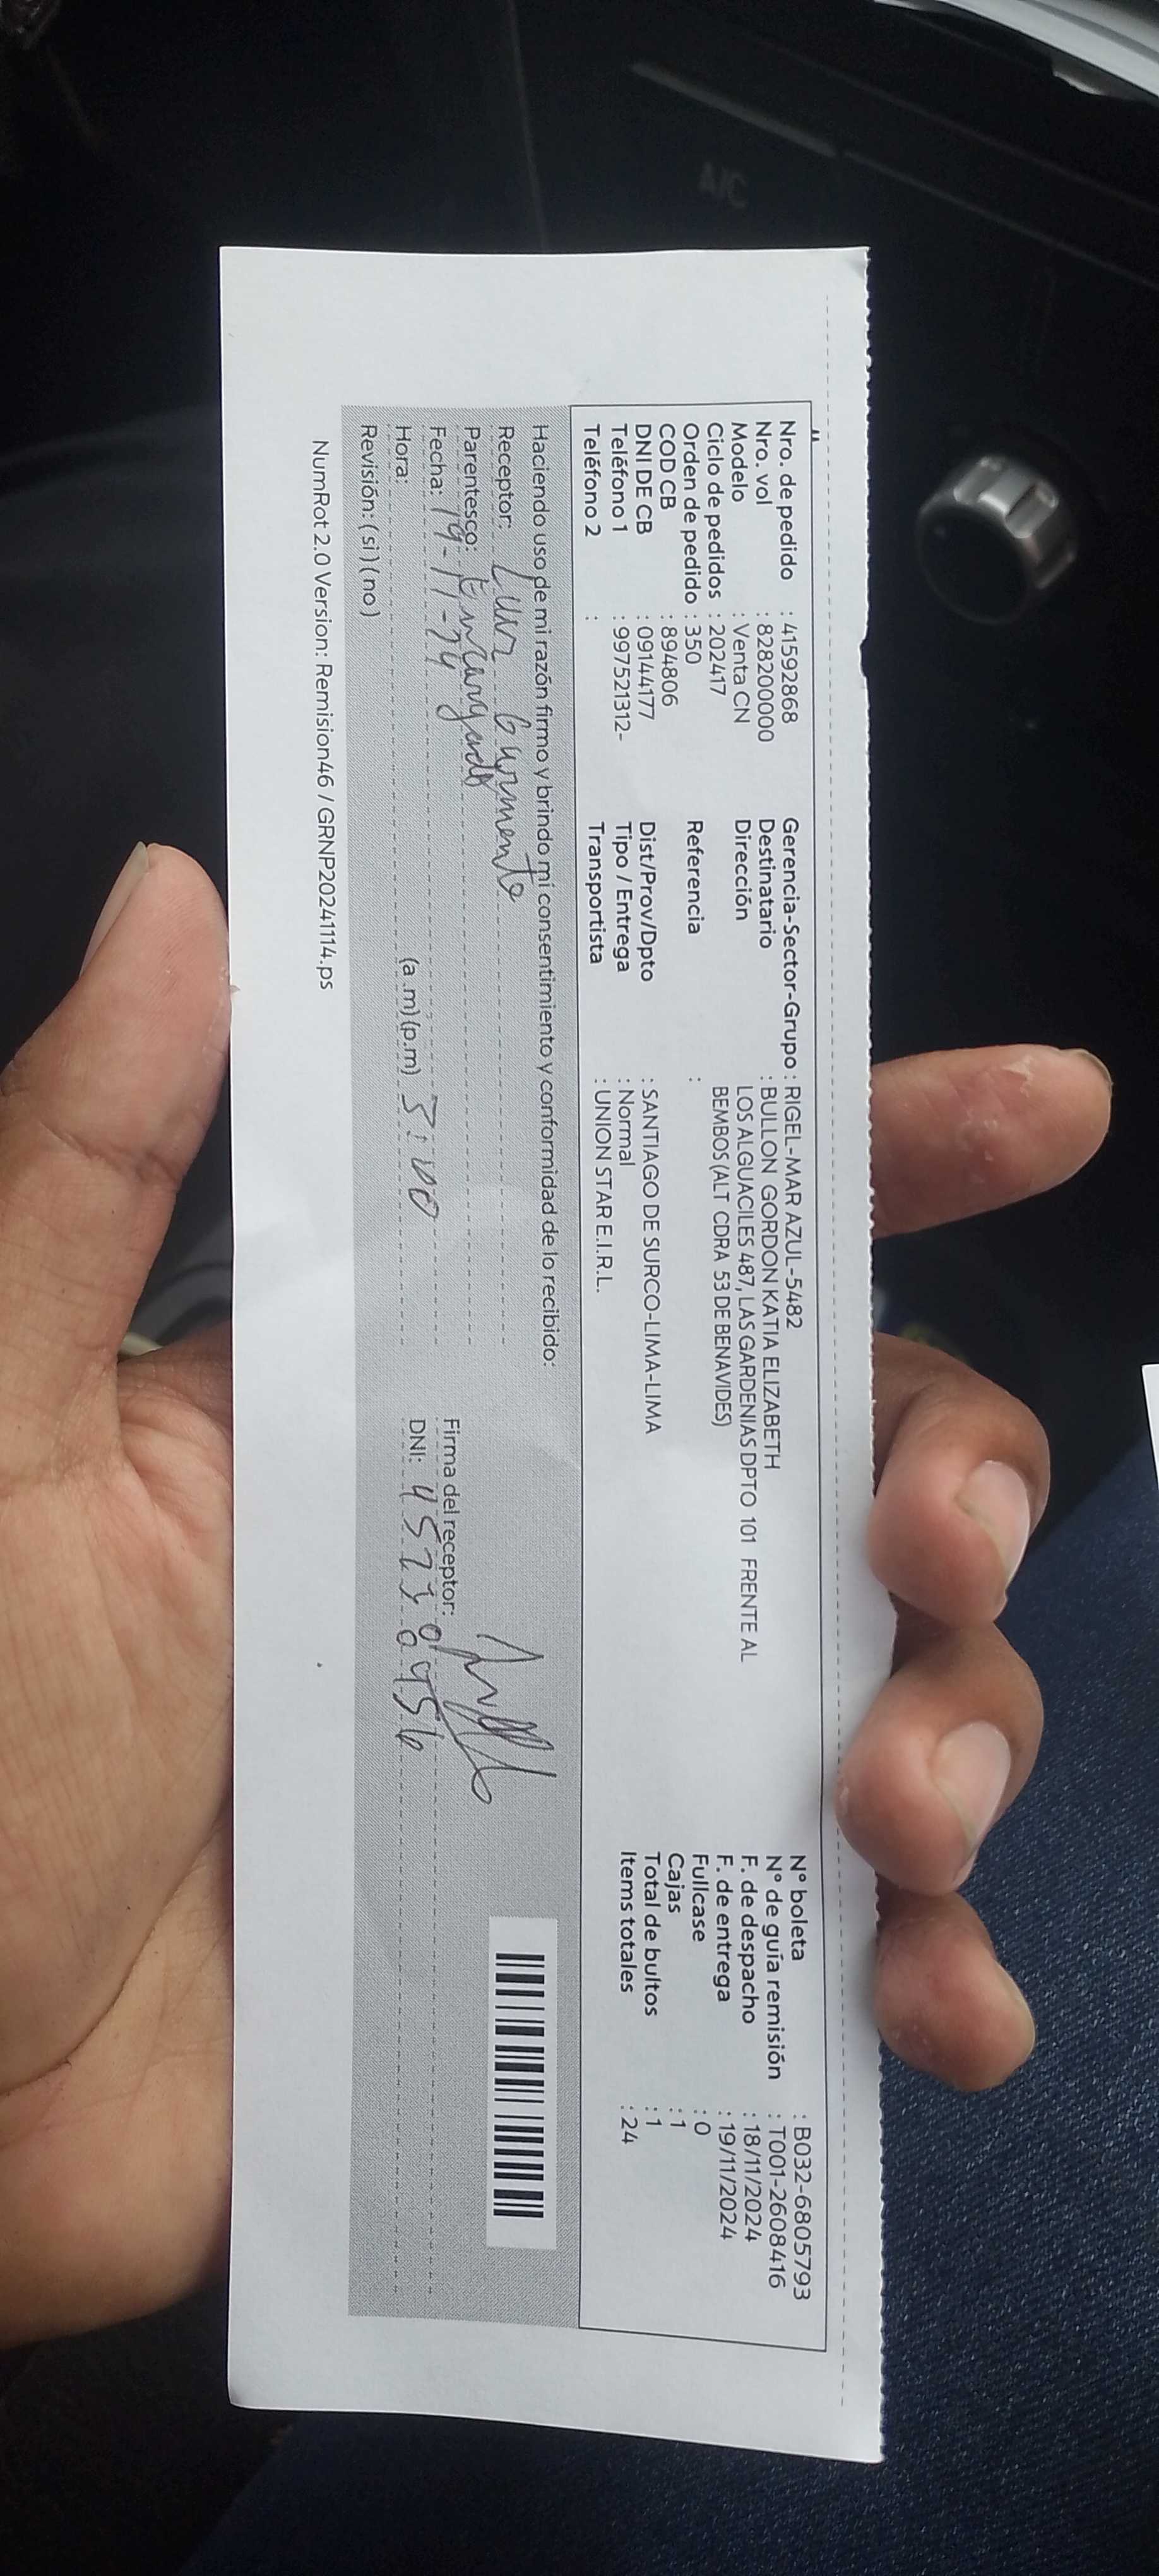 A/C
Nro. de pedido : 41592868 Gerencia-Sector-Grupo : RIGEL-MAR AZUL-5482 N° boleta : B032-6805793
Nro. vol : 828200000 Destinatario : BULLON GORDON KATIA ELIZABETH N° de guía remisión : T001-2608416
Modelo : Venta CN Dirección LOS ALGUACILES 487, LAS GARDENIAS DPTO 101 FRENTE AL F. de despacho : 18/11/2024
Ciclo de pedidos : 202417 BEMBOS (ALT CDRA 53 DE BENAVIDES) F. de entrega : 19/11/2024
Orden de pedido : 350 Referencia : Fullcase : 0
COD CB : 894806 Cajas : 1
DNI DE CB : 09144177 Dist/Prov/Dpto : SANTIAGO DE SURCO-LIMA-LIMA Total de bultos : 1
Teléfono 1 : 997521312- Tipo / Entrega : Normal Items totales : 24
Teléfono 2 : Transportista : UNION STAR E.I.R.L.
Haciendo uso de mi razón firmo y brindo mi consentimiento y conformidad de lo recibido:
Receptor: Luis
Parentesco: Encargado
Fecha: 19-11-24 Firma del receptor:
Hora: (a.m) (p.m) DNI:
Revisión: (si) (no)
NumRot 2.0 Version: Remision46 / GRNP20241114.ps